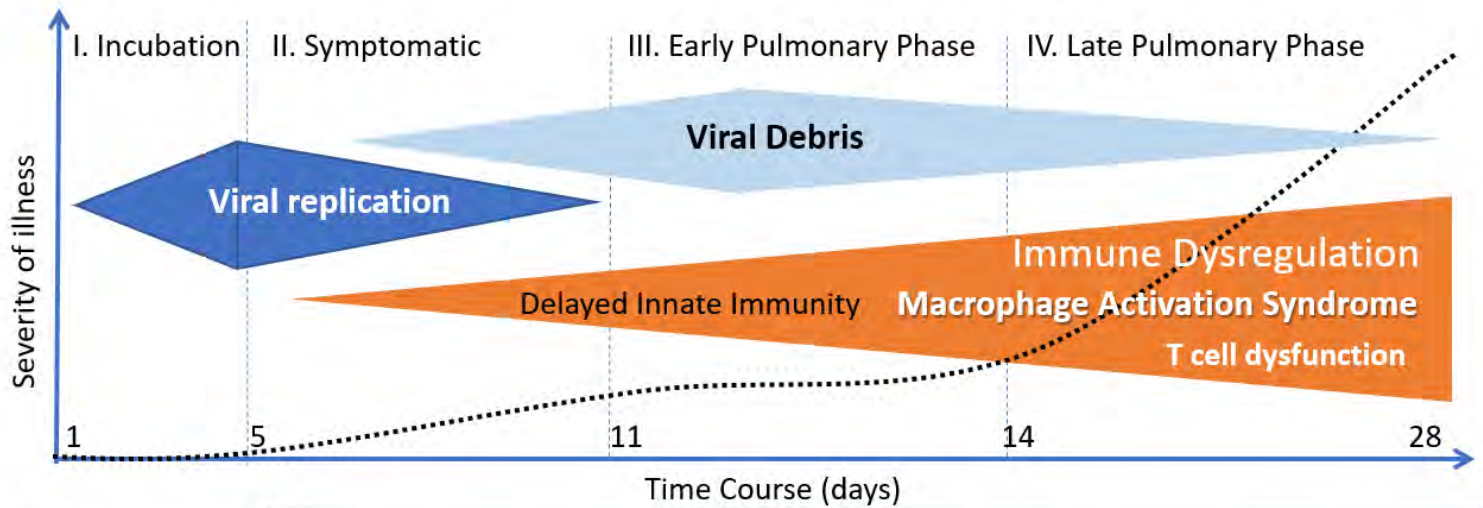 I. Incubation
II. Symptomatic
III. Early Pulmonary Phase
IV. Late Pulmonary Phase
Viral Debris
Viral replication
Immune Dysregulation
Delayed Innate Immunity
Macrophage Activation Syndrome
T cell dysfunction
Severity of illness
1
5
11
14
28
Time Course (days)